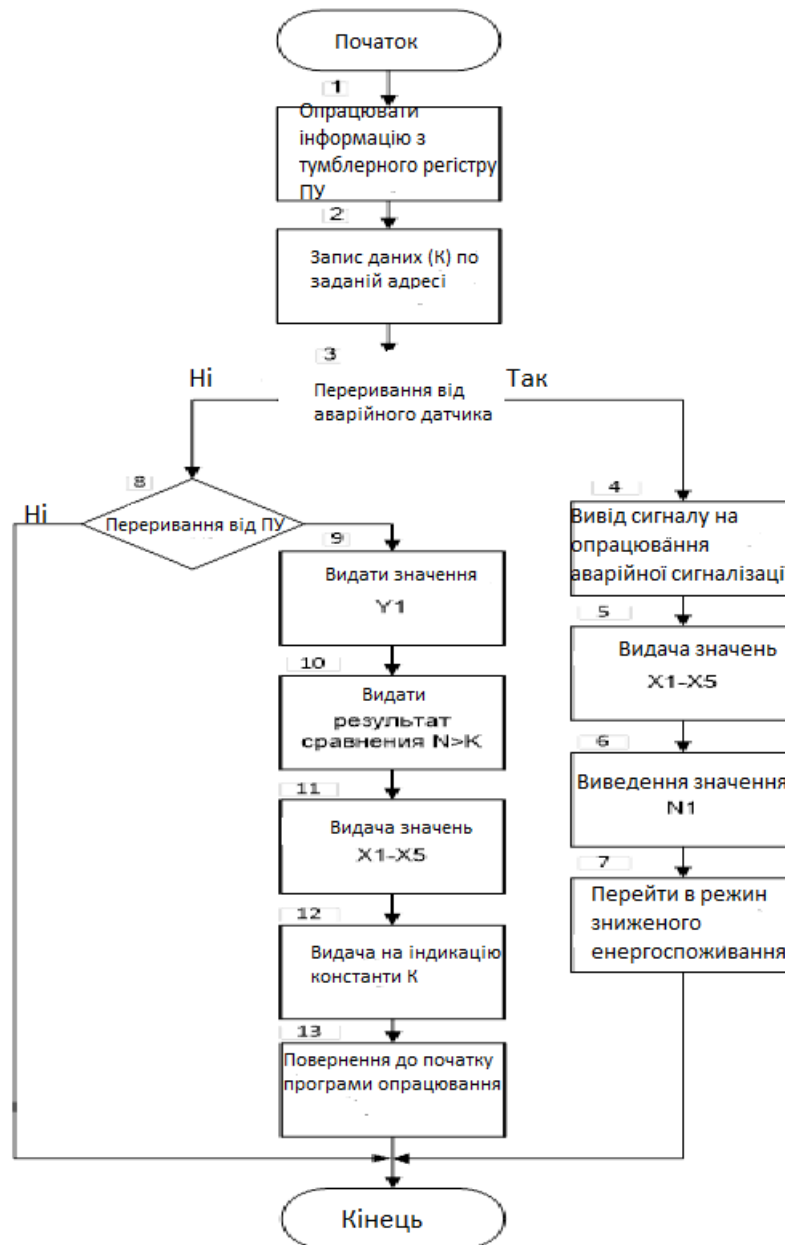 Початок
1
Опрацювати
інформацію з
тумблерного регістру
ПУ
2
Запис даних (К) по
заданій адресі
3
Ні
Так
Переривання від
аварійного датчика
8
Ні
Переривання від ПУ
4
Вивід сигналу на
опрацювання
аварійної сигналізаці
9
Видати значення
Y1
5
Видача значень
X1-X5
10
Видати
результат
сравнения N>K
6
Виведення значення
N1
11
Видача значень
X1-X5
7
Перейти в режин
зниженого
енергоспоживання
12
Видача на індикацію
константи К
13
Повернення до початку
програми опрацювання
Кінець